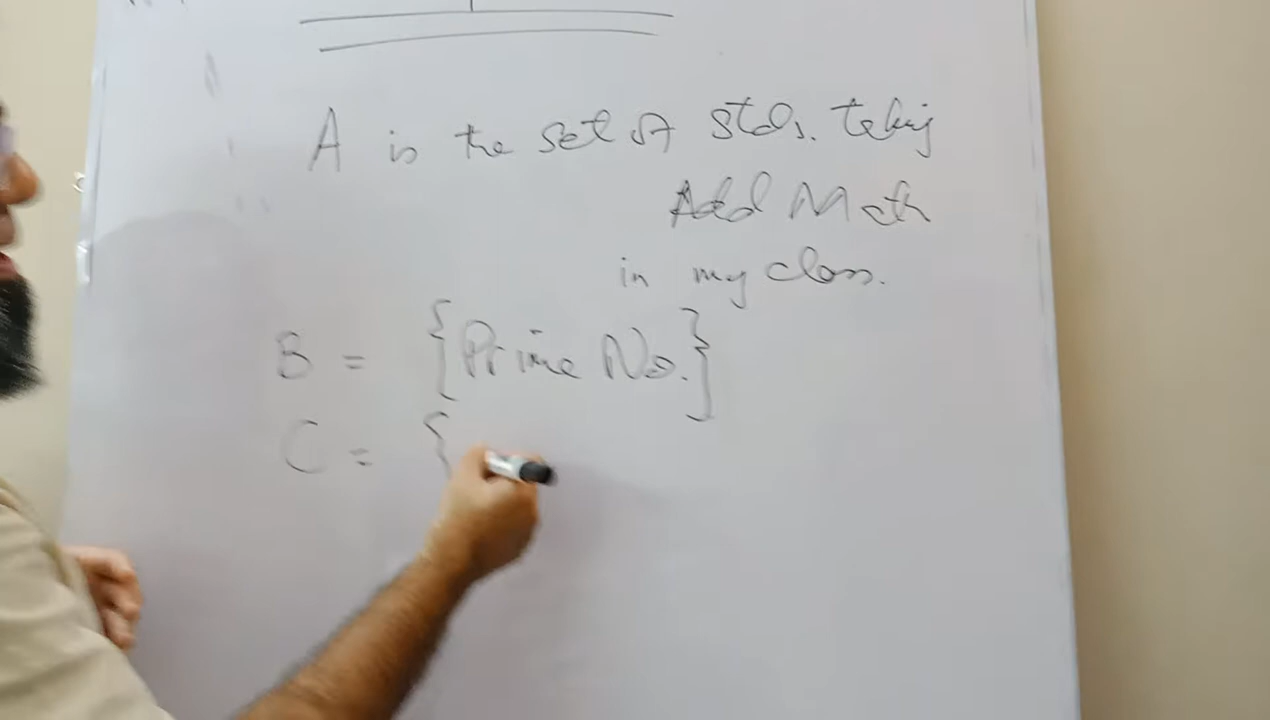 A is the set of stds. taking
Add Math
in my class.
B = {Prime No.}
C = {